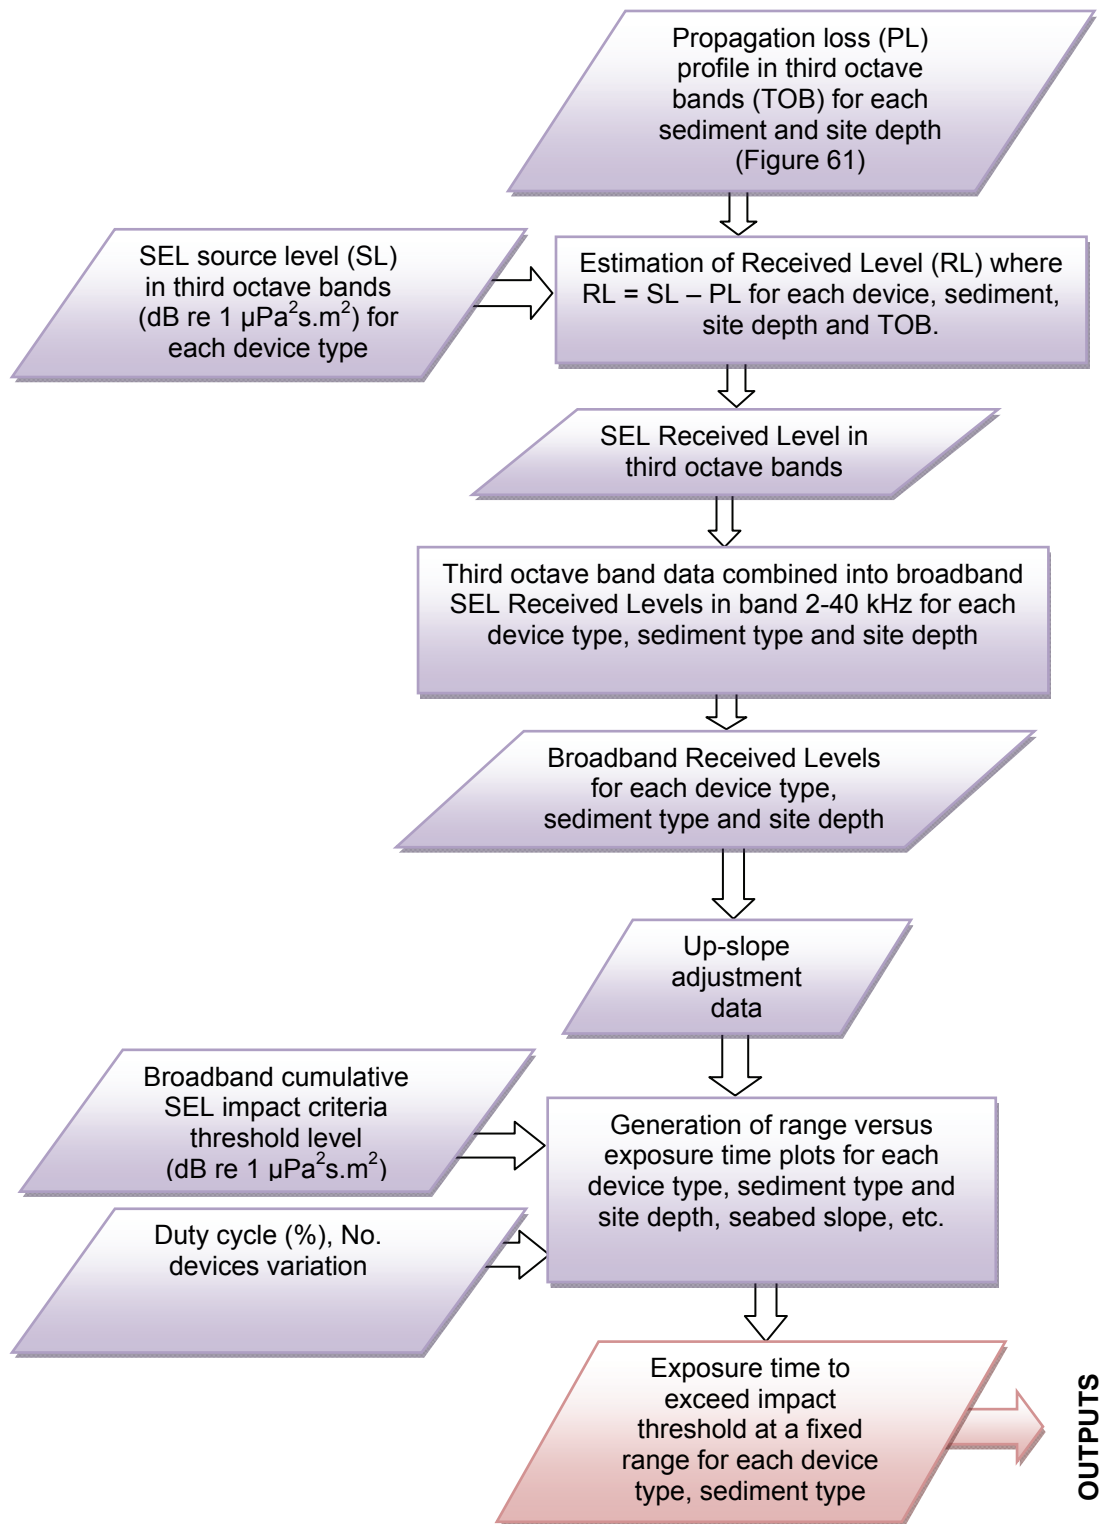 Propagation loss (PL)
profile in third octave
bands (TOB) for each
sediment and site depth
(Figure 61)
SEL source level (SL)
in third octave bands
(dB re 1 µPa²s.m²) for
each device type
Estimation of Received Level (RL) where
RL = SL – PL for each device, sediment,
site depth and TOB.
SEL Received Level in
third octave bands
Third octave band data combined into broadband
SEL Received Levels in band 2-40 kHz for each
device type, sediment type and site depth
Broadband Received Levels
for each device type,
sediment type and site depth
Up-slope
adjustment
data
Broadband cumulative
SEL impact criteria
threshold level
(dB re 1 µPa²s.m²)
Generation of range versus
exposure time plots for each
device type, sediment type and
site depth, seabed slope, etc.
Duty cycle (%), No.
devices variation
Exposure time to
exceed impact
threshold at a fixed
range for each device
type, sediment type
OUTPUTS